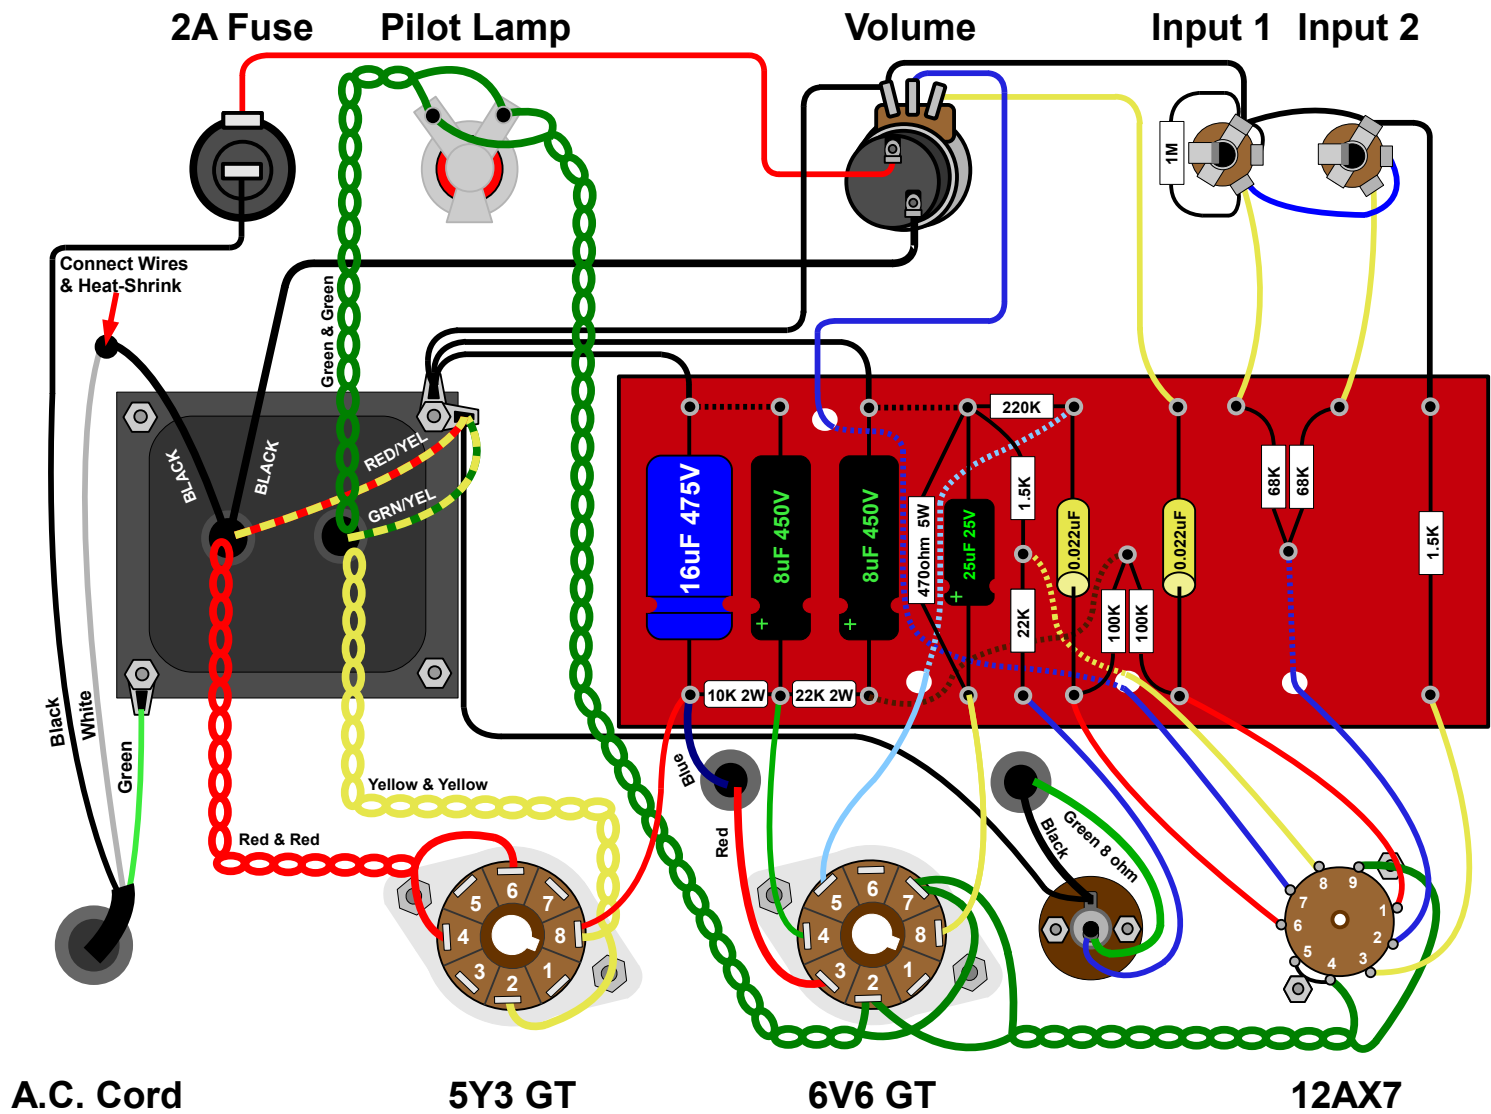 2A Fuse
Pilot Lamp
Volume
Input 1
Input 2
1M
Connect Wires
& Heat-Shrink
Green & Green
BLACK
BLACK
RED/YEL
GRN/YEL
220K
16uF 475V
8uF 450V
+
8uF 450V
+
470ohm 5W
25uF 25V
+
1.5K
22K
0.022uF
100K
100K
0.022uF
68K
68K
1.5K
10K 2W
22K 2W
Black
White
Green
Yellow & Yellow
Red & Red
Blue
Red
Black
Green 8 ohm
1
2
3
4
5
6
7
8
1
2
3
4
5
6
7
8
1
2
3
4
5
6
7
8
9
A.C. Cord
5Y3 GT
6V6 GT
12AX7